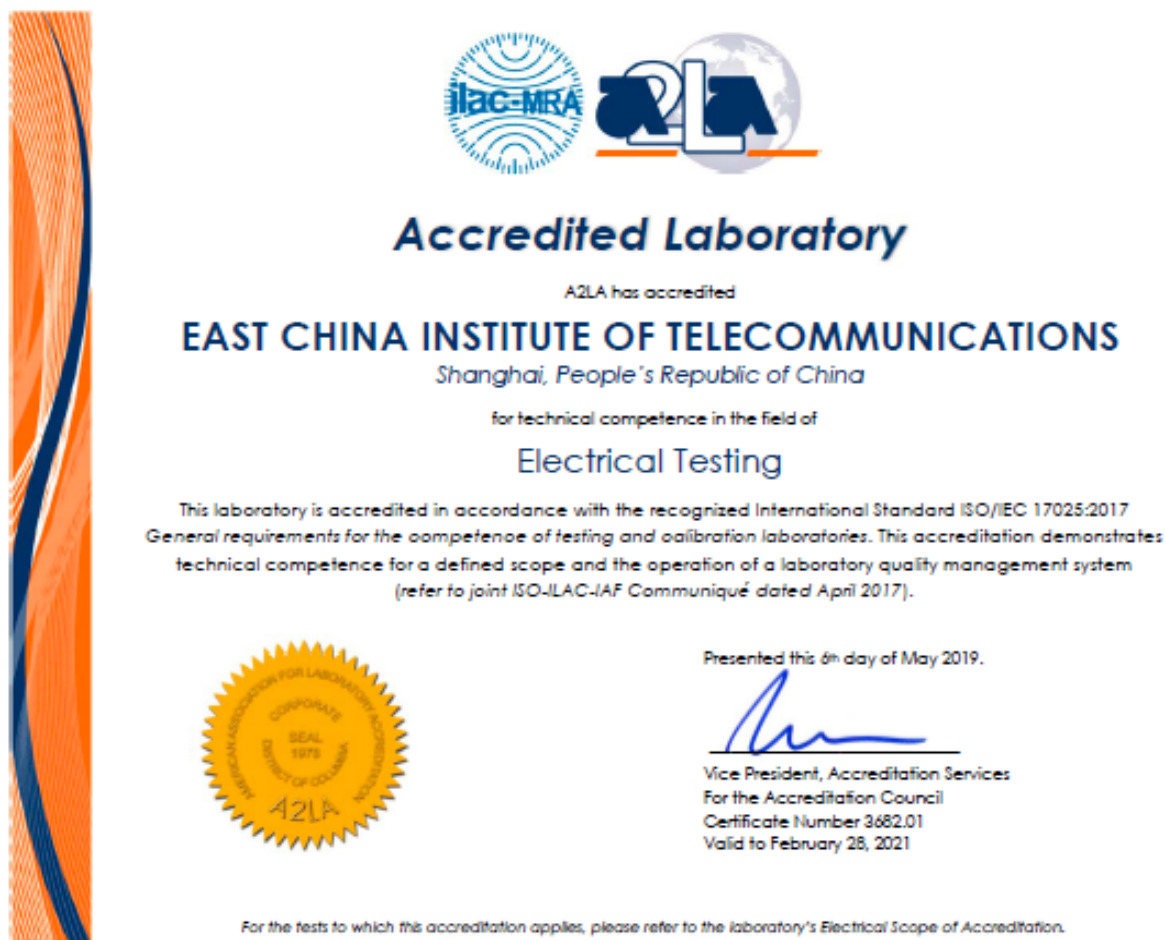 ilac-MRA
A2LA
Accredited Laboratory
A2LA has accredited
EAST CHINA INSTITUTE OF TELECOMMUNICATIONS
Shanghai, People's Republic of China
for technical competence in the field of
Electrical Testing
This laboratory is accredited in accordance with the recognized International Standard ISO/IEC 17025:2017
General requirements for the competence of testing and calibration laboratories. This accreditation demonstrates
technical competence for a defined scope and the operation of a laboratory quality management system
(refer to joint ISO-ILAC-IAF Communiqué dated April 2017).
AMERICAN ASSOCIATION FOR LABORATORY ACCREDITATION
CORPORATE
SEAL
1978
DISTRICT OF COLUMBIA
A2LA
Presented this 6th day of May 2019.
Vice President, Accreditation Services
For the Accreditation Council
Certificate Number 3682.01
Valid to February 28, 2021
For the tests to which this accreditation applies, please refer to the laboratory's Electrical Scope of Accreditation.